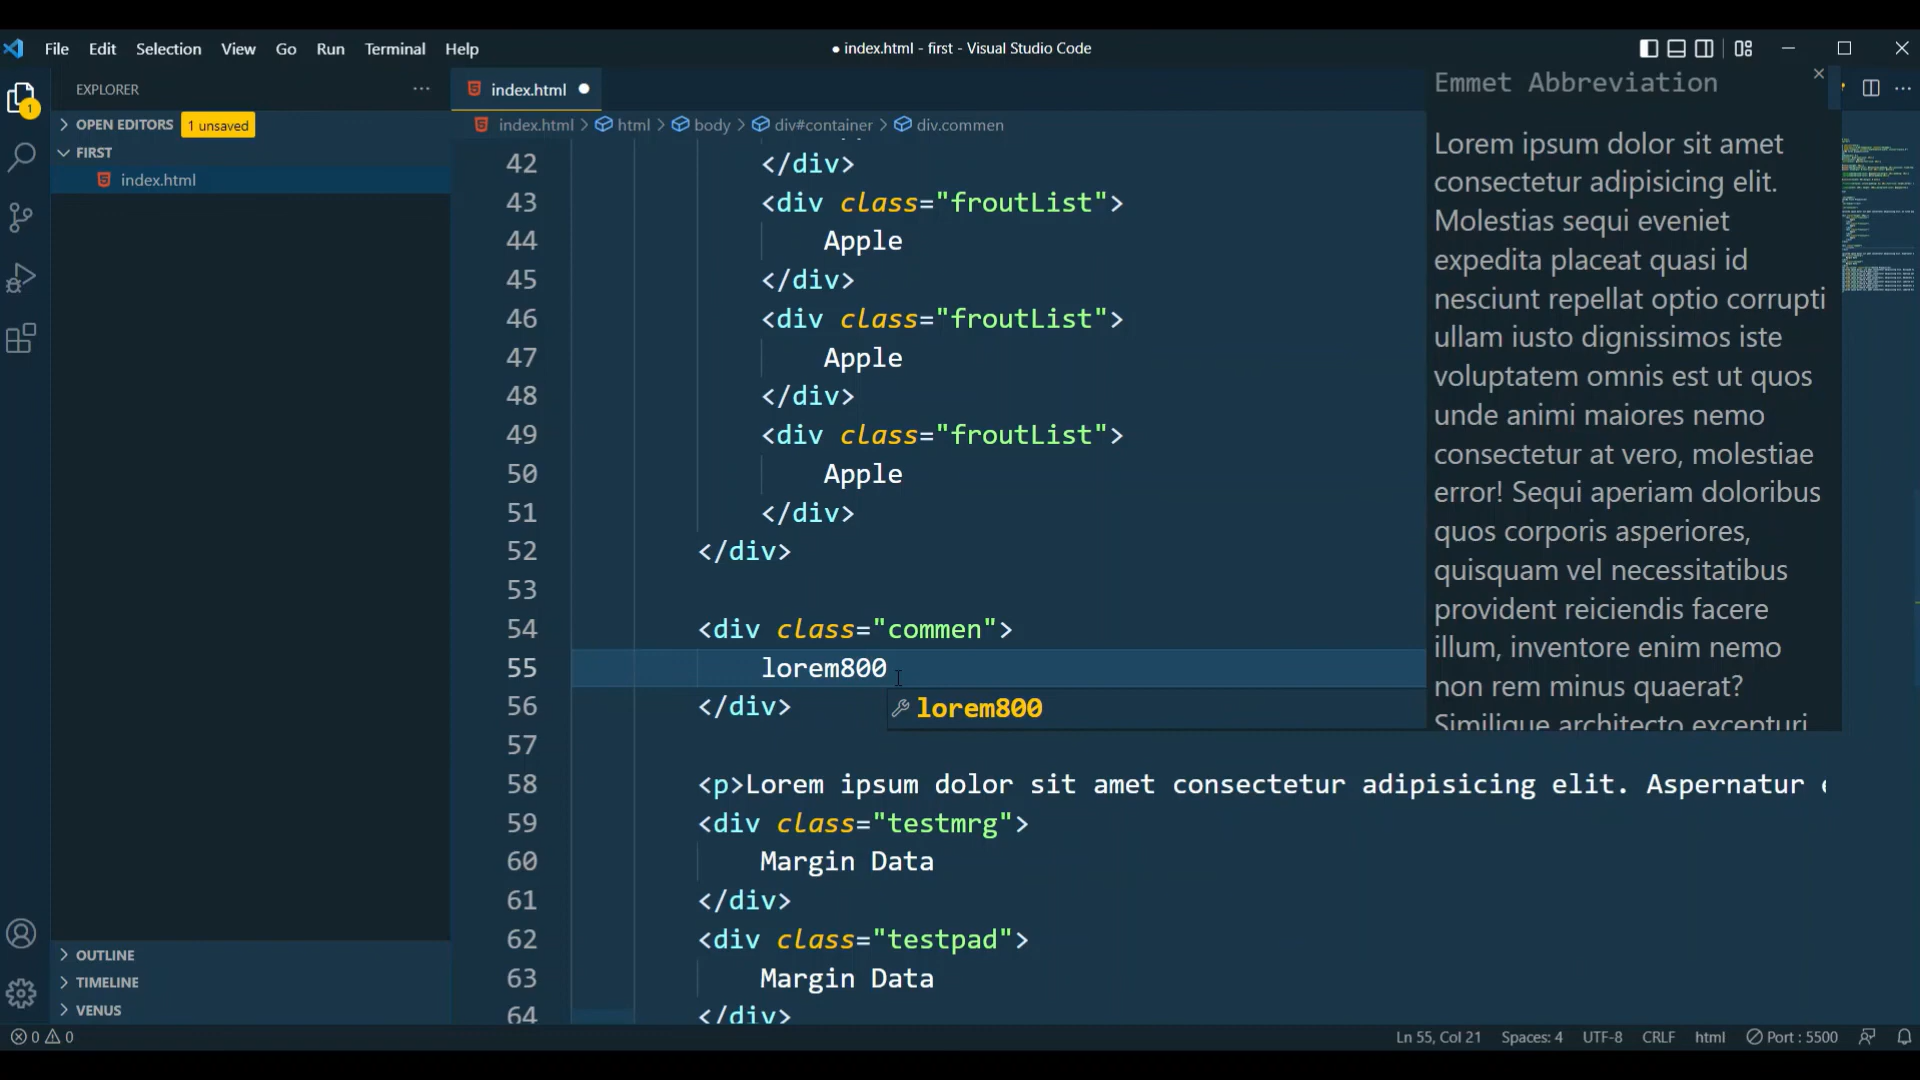 File Edit Selection View Go Run Terminal Help
● index.html - first - Visual Studio Code
EXPLORER
OPEN EDITORS 1 unsaved
FIRST
index.html
OUTLINE
TIMELINE
VENUS
index.html ●
index.html > html > body > div#container > div.commen
42 </div>
43 <div class="froutList">
44 Apple
45 </div>
46 <div class="froutList">
47 Apple
48 </div>
49 <div class="froutList">
50 Apple
51 </div>
52 </div>
53
54 <div class="commen">
55 lorem800
56 </div>
lorem800
57
58 <p>Lorem ipsum dolor sit amet consectetur adipisicing elit. Aspernatur
59 <div class="testmrg">
60 Margin Data
61 </div>
62 <div class="testpad">
63 Margin Data
64 </div>
Emmet Abbreviation
Lorem ipsum dolor sit amet
consectetur adipisicing elit.
Molestias sequi eveniet
expedita placeat quasi id
nesciunt repellat optio corrupti
ullam iusto dignissimos iste
voluptatem omnis est ut quos
unde animi maiores nemo
consectetur at vero, molestiae
error! Sequi aperiam doloribus
quos corporis asperiores,
quisquam vel necessitatibus
provident reiciendis facere
illum, inventore enim nemo
non rem minus quaerat?
Similique architecto excepturi
0 0
Ln 55, Col 21 Spaces: 4 UTF-8 CRLF html Port : 5500